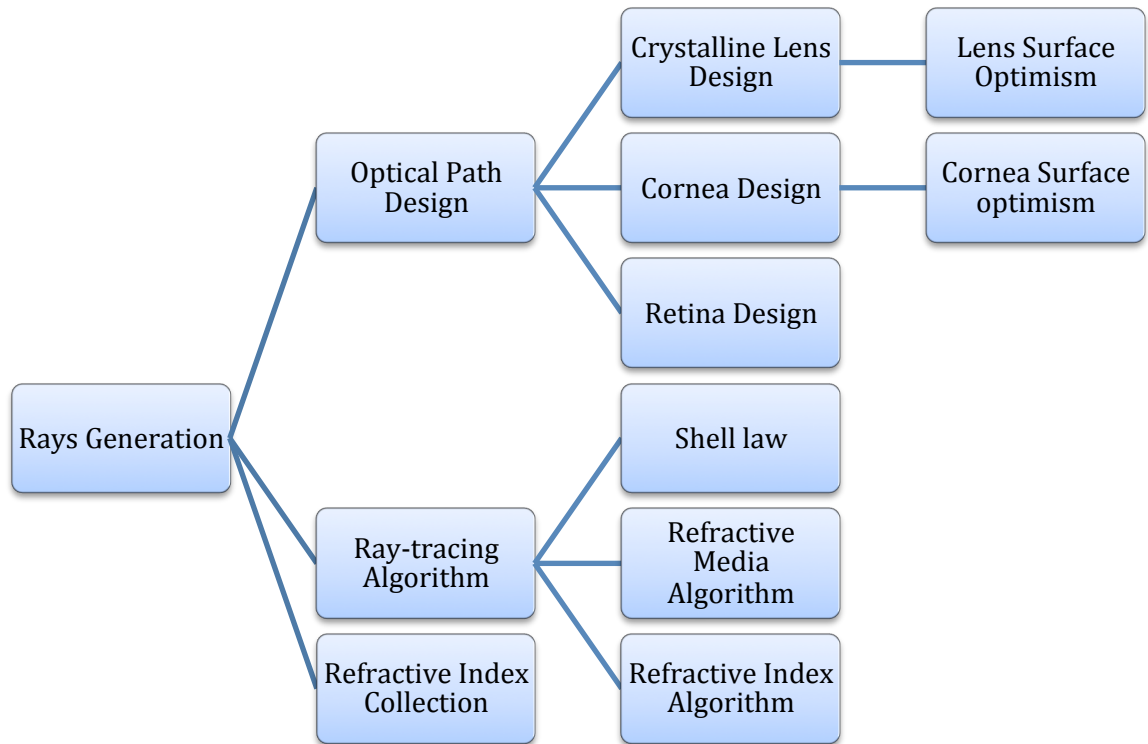 Crystalline Lens
Design
Lens Surface
Optimism
Optical Path
Design
Cornea Design
Cornea Surface
optimism
Retina Design
Rays Generation
Shell law
Ray-tracing
Algorithm
Refractive
Media
Algorithm
Refractive Index
Collection
Refractive Index
Algorithm